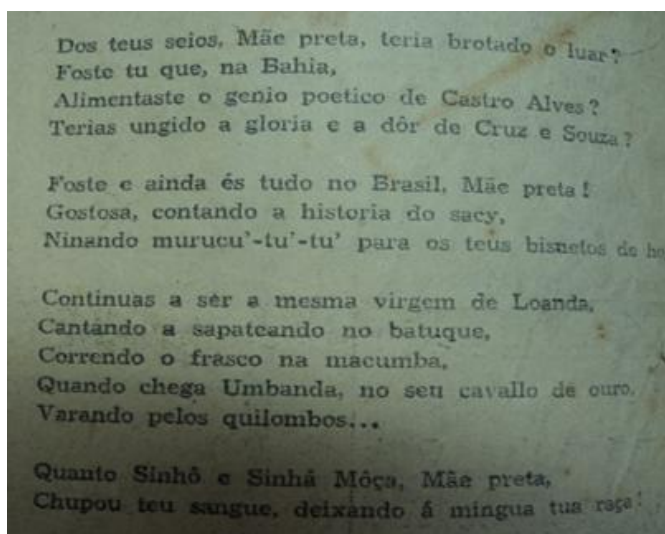 Dos teus seios, Mãe preta, teria brotado o luar?
Foste tu que, na Bahia,
Alimentaste o genio poetico de Castro Alves?
Terias ungido a gloria e a dôr de Cruz e Souza?
Foste e ainda és tudo no Brasil, Mãe preta!
Gostosa, contando a historia do sacy,
Ninando murucu'-tu'-tu' para os teus bisnetos de ho
Continuas a ser a mesma virgem de Loanda,
Cantando a sapateando no batuque,
Correndo o frasco na macumba,
Quando chega Umbanda, no seu cavallo de ouro,
Varando pelos quilombos...
Quanto Sinhô e Sinhá Môça, Mãe preta,
Chupou teu sangue, deixando á mingua tua raça!